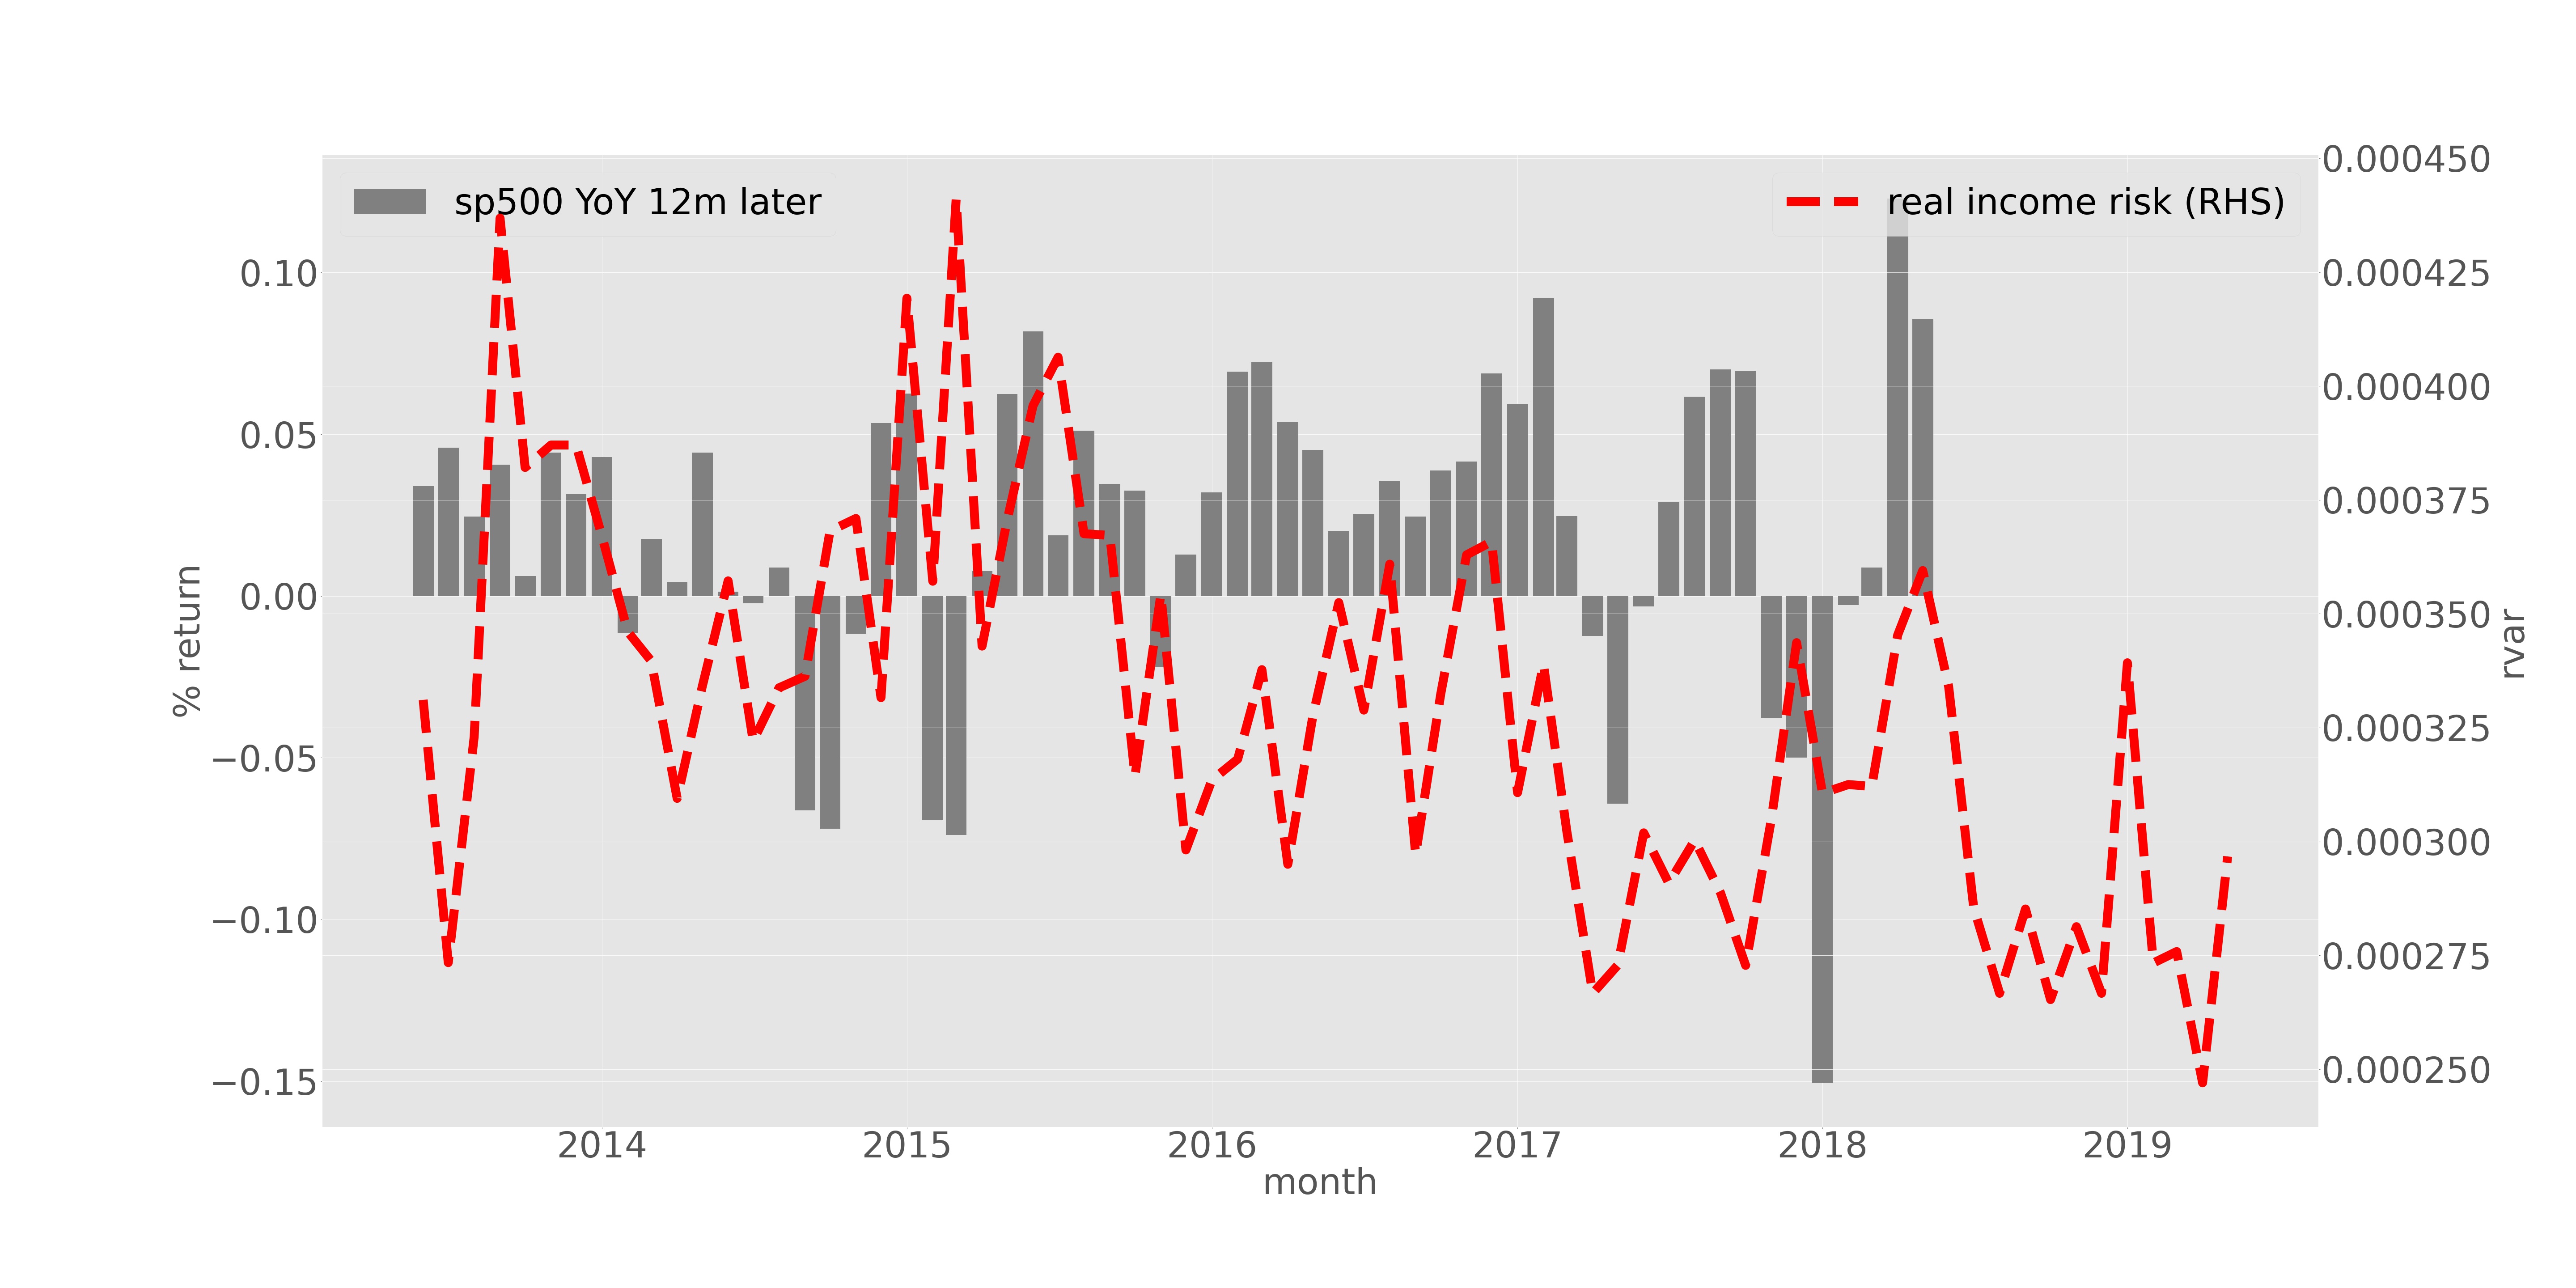 sp500 YoY 12m later
real income risk (RHS)
0.10
0.05
0.00
−0.05
−0.10
−0.15
% return
0.000450
0.000425
0.000400
0.000375
0.000350
0.000325
0.000300
0.000275
0.000250
rvar
2014 2015 2016 2017 2018 2019
month